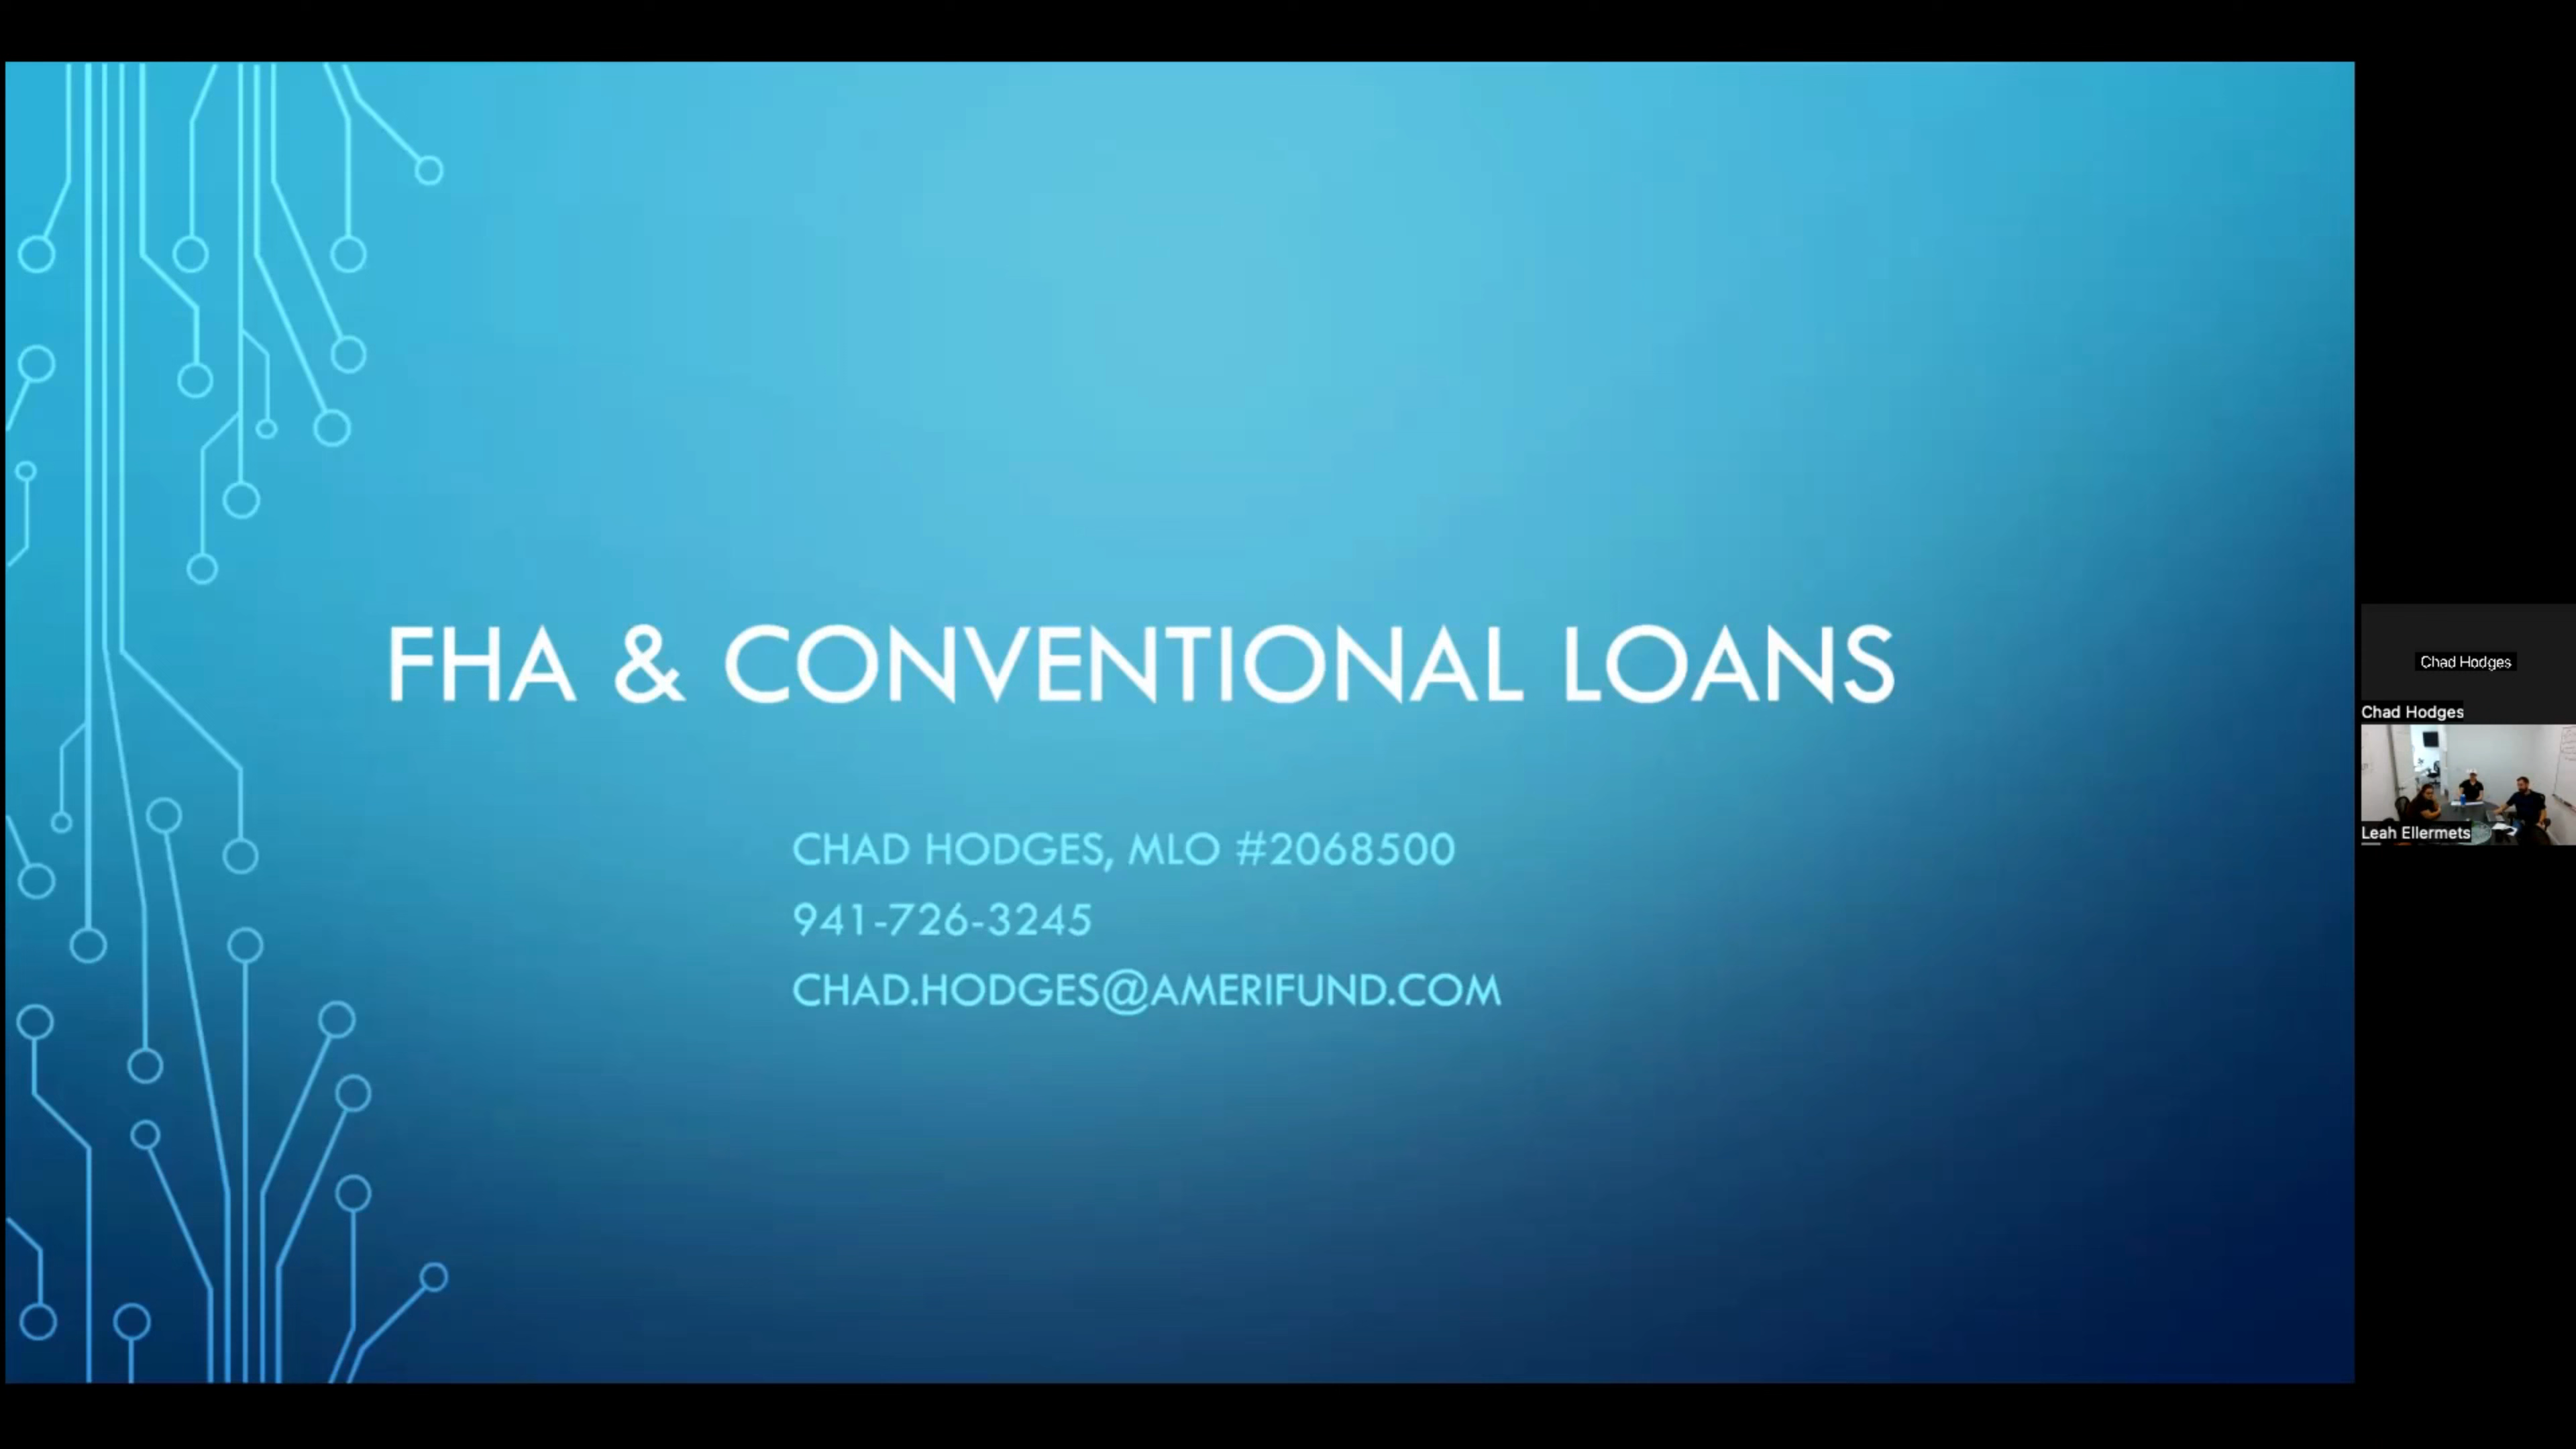 FHA & CONVENTIONAL LOANS
CHAD HODGES, MLO #2068500
941-726-3245
CHAD.HODGES@AMERIFUND.COM
Chad Hodges
Chad Hodges
Leah Ellermets